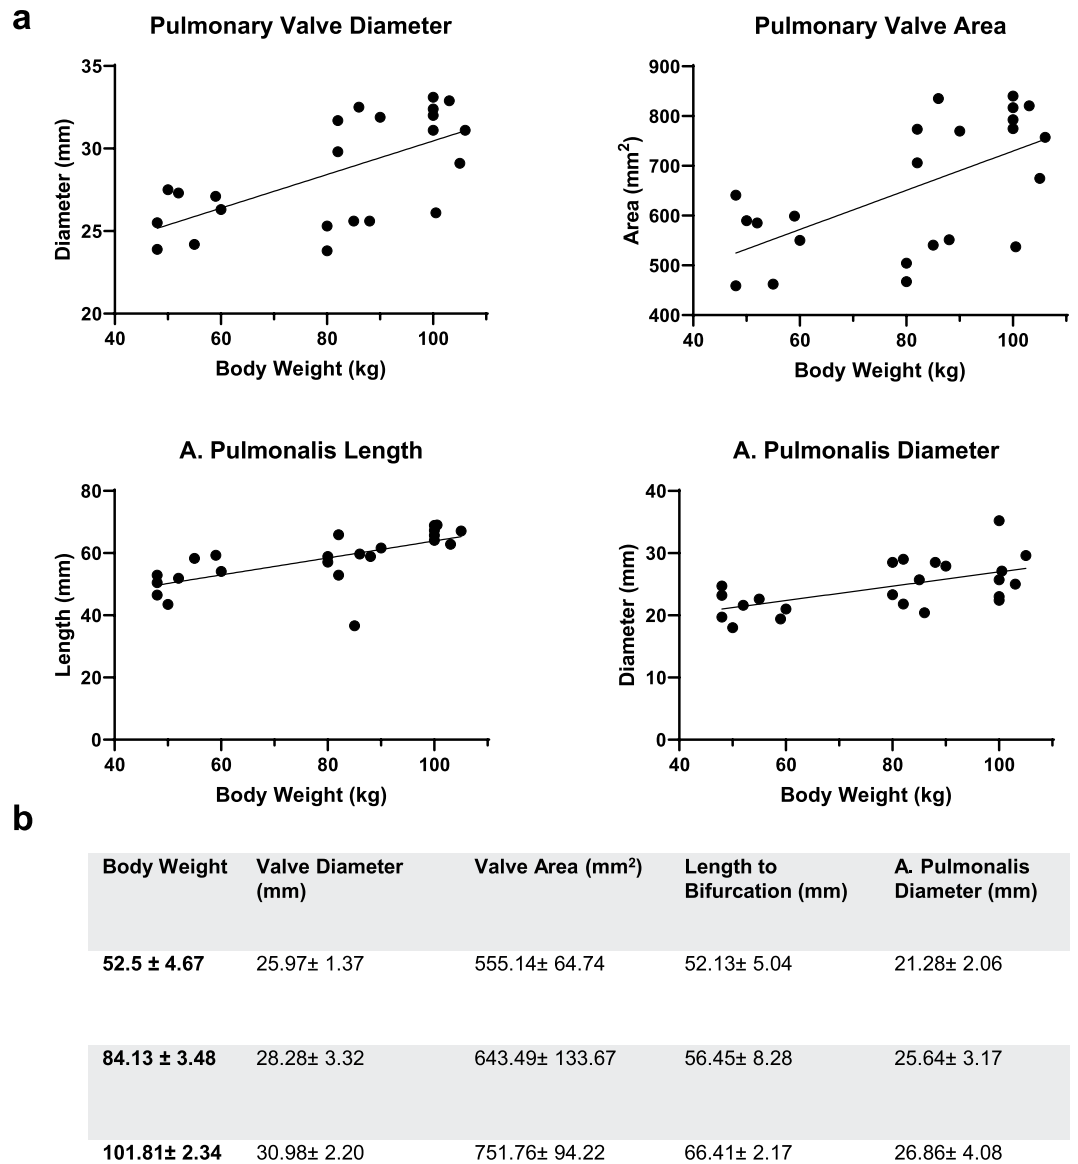 a
Pulmonary Valve Diameter
35
30
25
20
Diameter (mm)
40
60
80
100
Body Weight (kg)
Pulmonary Valve Area
900
800
700
600
500
400
Area (mm²)
40
60
80
100
Body Weight (kg)
A. Pulmonalis Length
80
60
40
20
0
Length (mm)
40
60
80
100
Body Weight (kg)
A. Pulmonalis Diameter
40
30
20
10
0
Diameter (mm)
40
60
80
100
Body Weight (kg)
b
Body Weight Valve Diameter Valve Area (mm²) Length to A. Pulmonalis
(mm) Bifurcation (mm) Diameter (mm)
52.5 ± 4.67 25.97± 1.37 555.14± 64.74 52.13± 5.04 21.28± 2.06
84.13 ± 3.48 28.28± 3.32 643.49± 133.67 56.45± 8.28 25.64± 3.17
101.81± 2.34 30.98± 2.20 751.76± 94.22 66.41± 2.17 26.86± 4.08